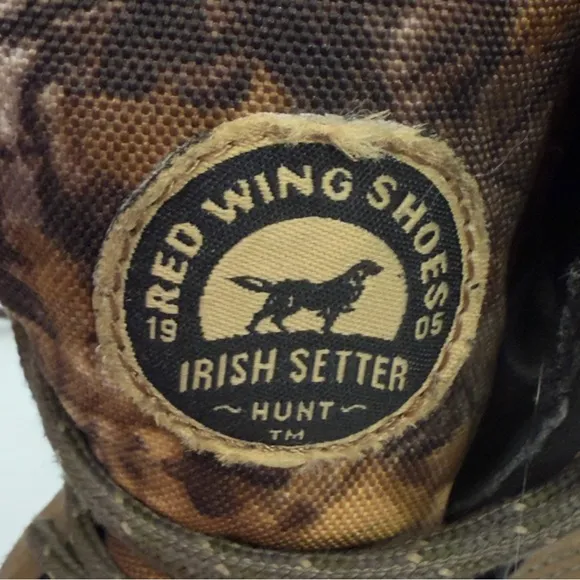 RED WING SHOES
19 05
IRISH SETTER
~HUNT~
TM